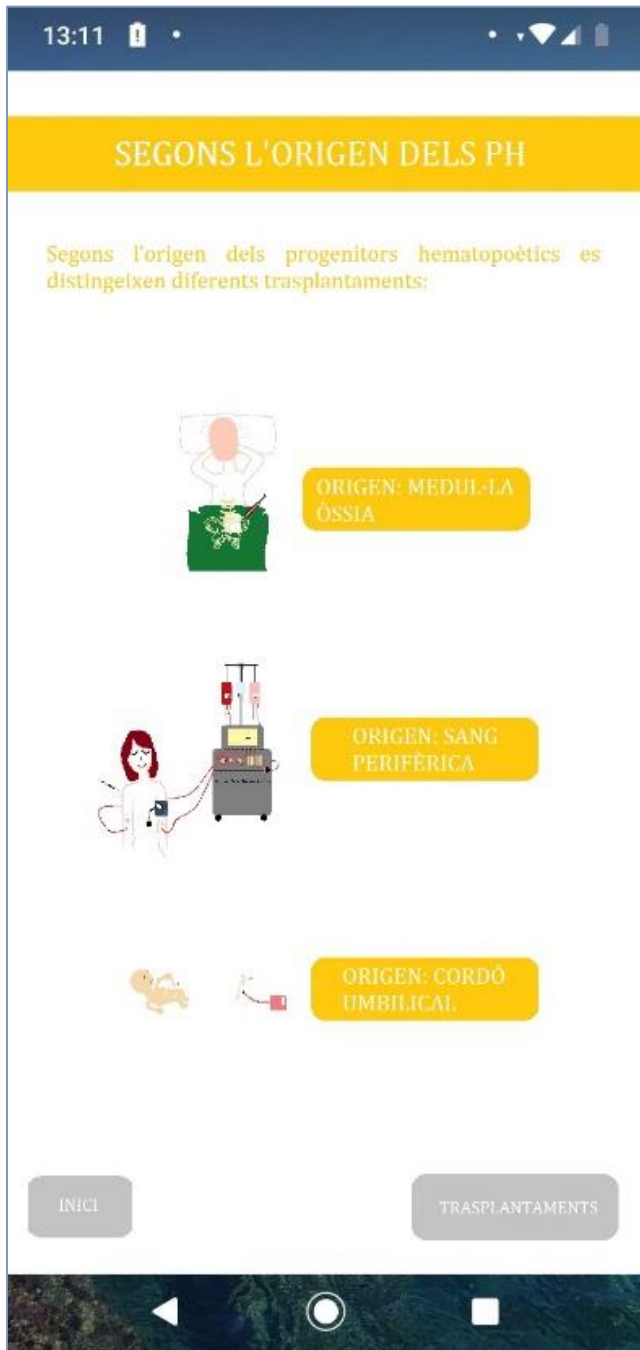 13:11
SEGONS L'ORIGEN DELS PH
Segons l'origen dels progenitors hematopoètics es
distingeixen diferents trasplantaments:
ORIGEN: MEDUL·LA
ÒSSIA
ORIGEN: SANG
PERIFÈRICA
ORIGEN: CORDÓ
UMBILICAL
INICI
TRASPLANTAMENTS